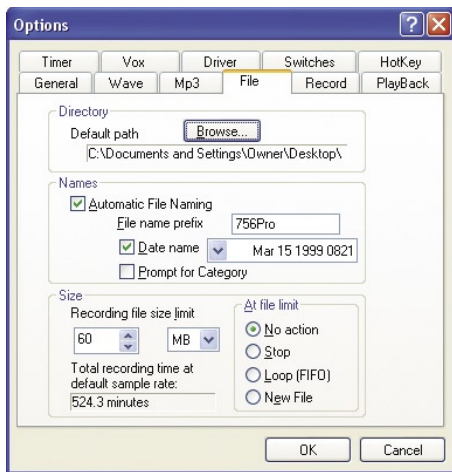 Options
Timer Vox Driver Switches HotKey
General Wave Mp3 File Record PlayBack
Directory
Default path Browse...
C:\Documents and Settings\Owner\Desktop\
Names
Automatic File Naming
File name prefix 756Pro
Date name Mar 15 1999 0821
Prompt for Category
Size
Recording file size limit
60 MB
Total recording time at
default sample rate:
524.3 minutes
At file limit
No action
Stop
Loop (FIFO)
New File
OK Cancel